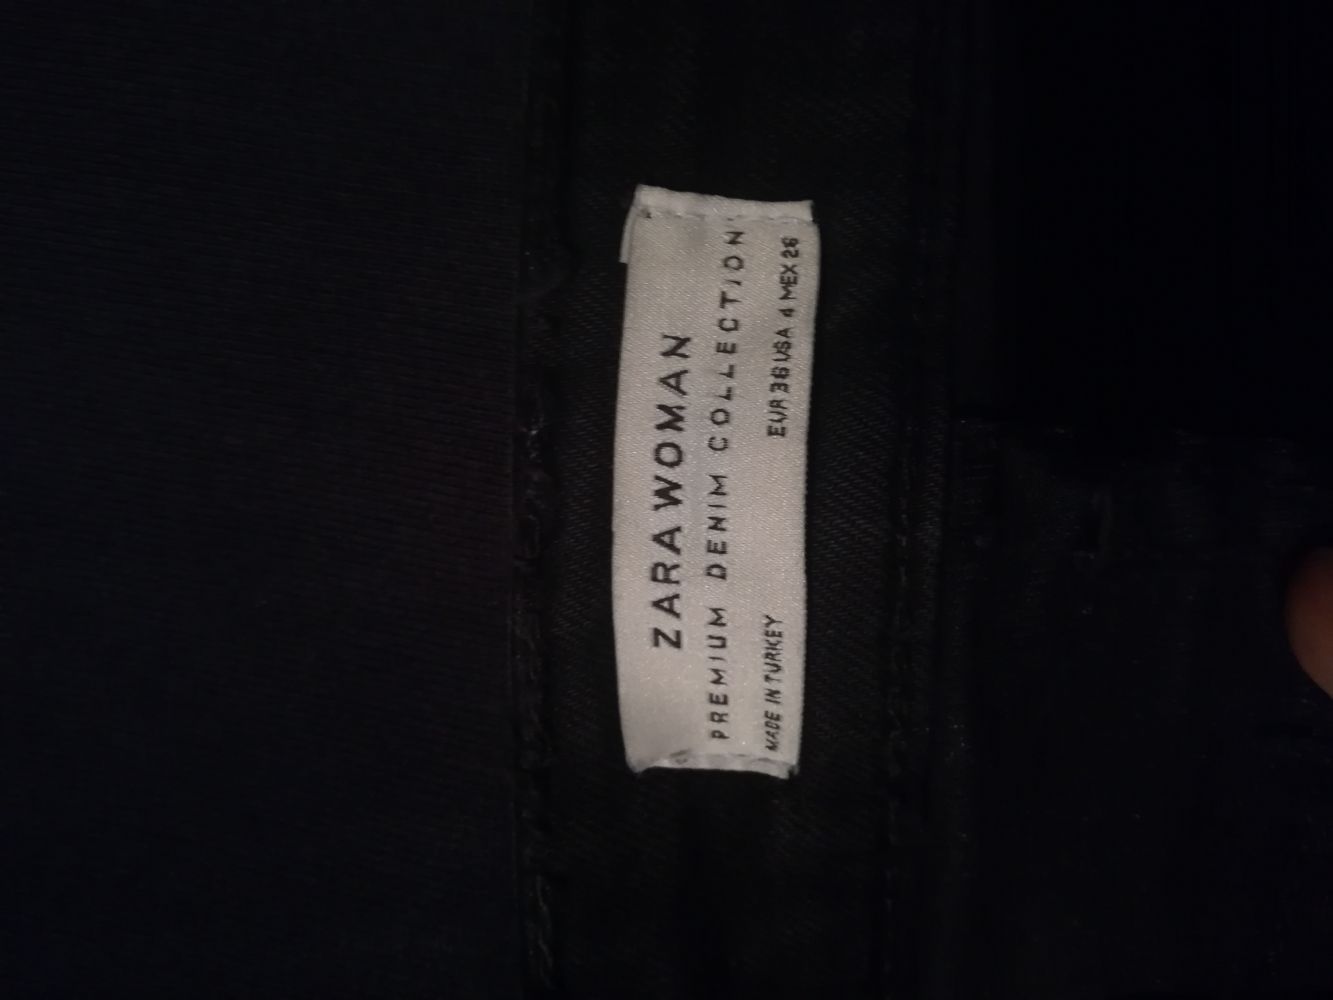 ZARA WOMAN
PREMIUM DENIM COLLECTION
MADE IN TURKEY EUR 36 USA 4 MEX 26